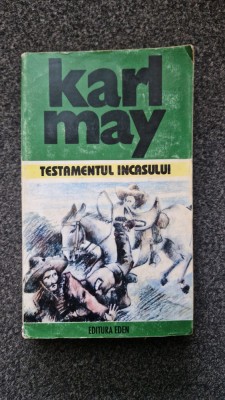 karl
may
TESTAMENTUL INCASULUI
EDITURA EDEN